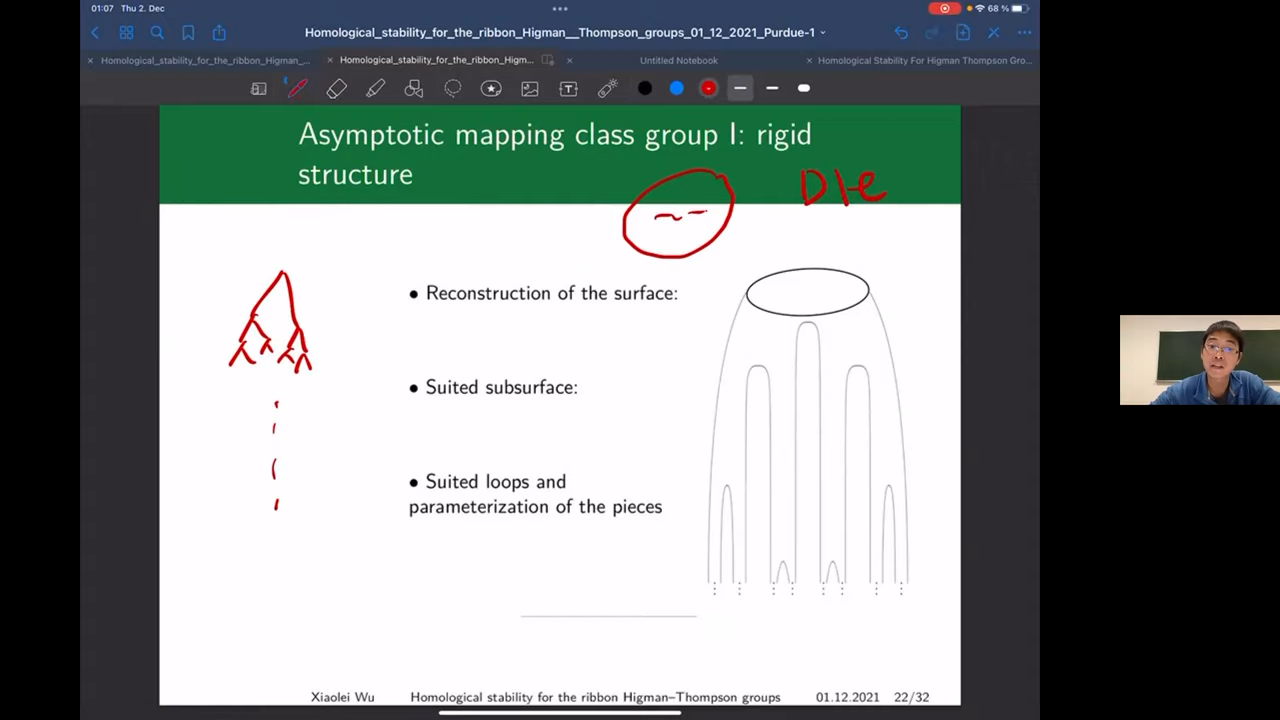 01:07 Thu 2. Dec
68 %
Homological_stability_for_the_ribbon_Higman__Thompson_groups_01_12_2021_Purdue-1
Homological_stability_for_the_ribbon_Higman_...
Homological_stability_for_the_ribbon_Higm...
Untitled Notebook
Homological Stability For Higman Thompson Gro...
Asymptotic mapping class group I: rigid
structure
• Reconstruction of the surface:
• Suited subsurface:
• Suited loops and
parameterization of the pieces
Xiaolei Wu Homological stability for the ribbon Higman–Thompson groups 01.12.2021 22/32